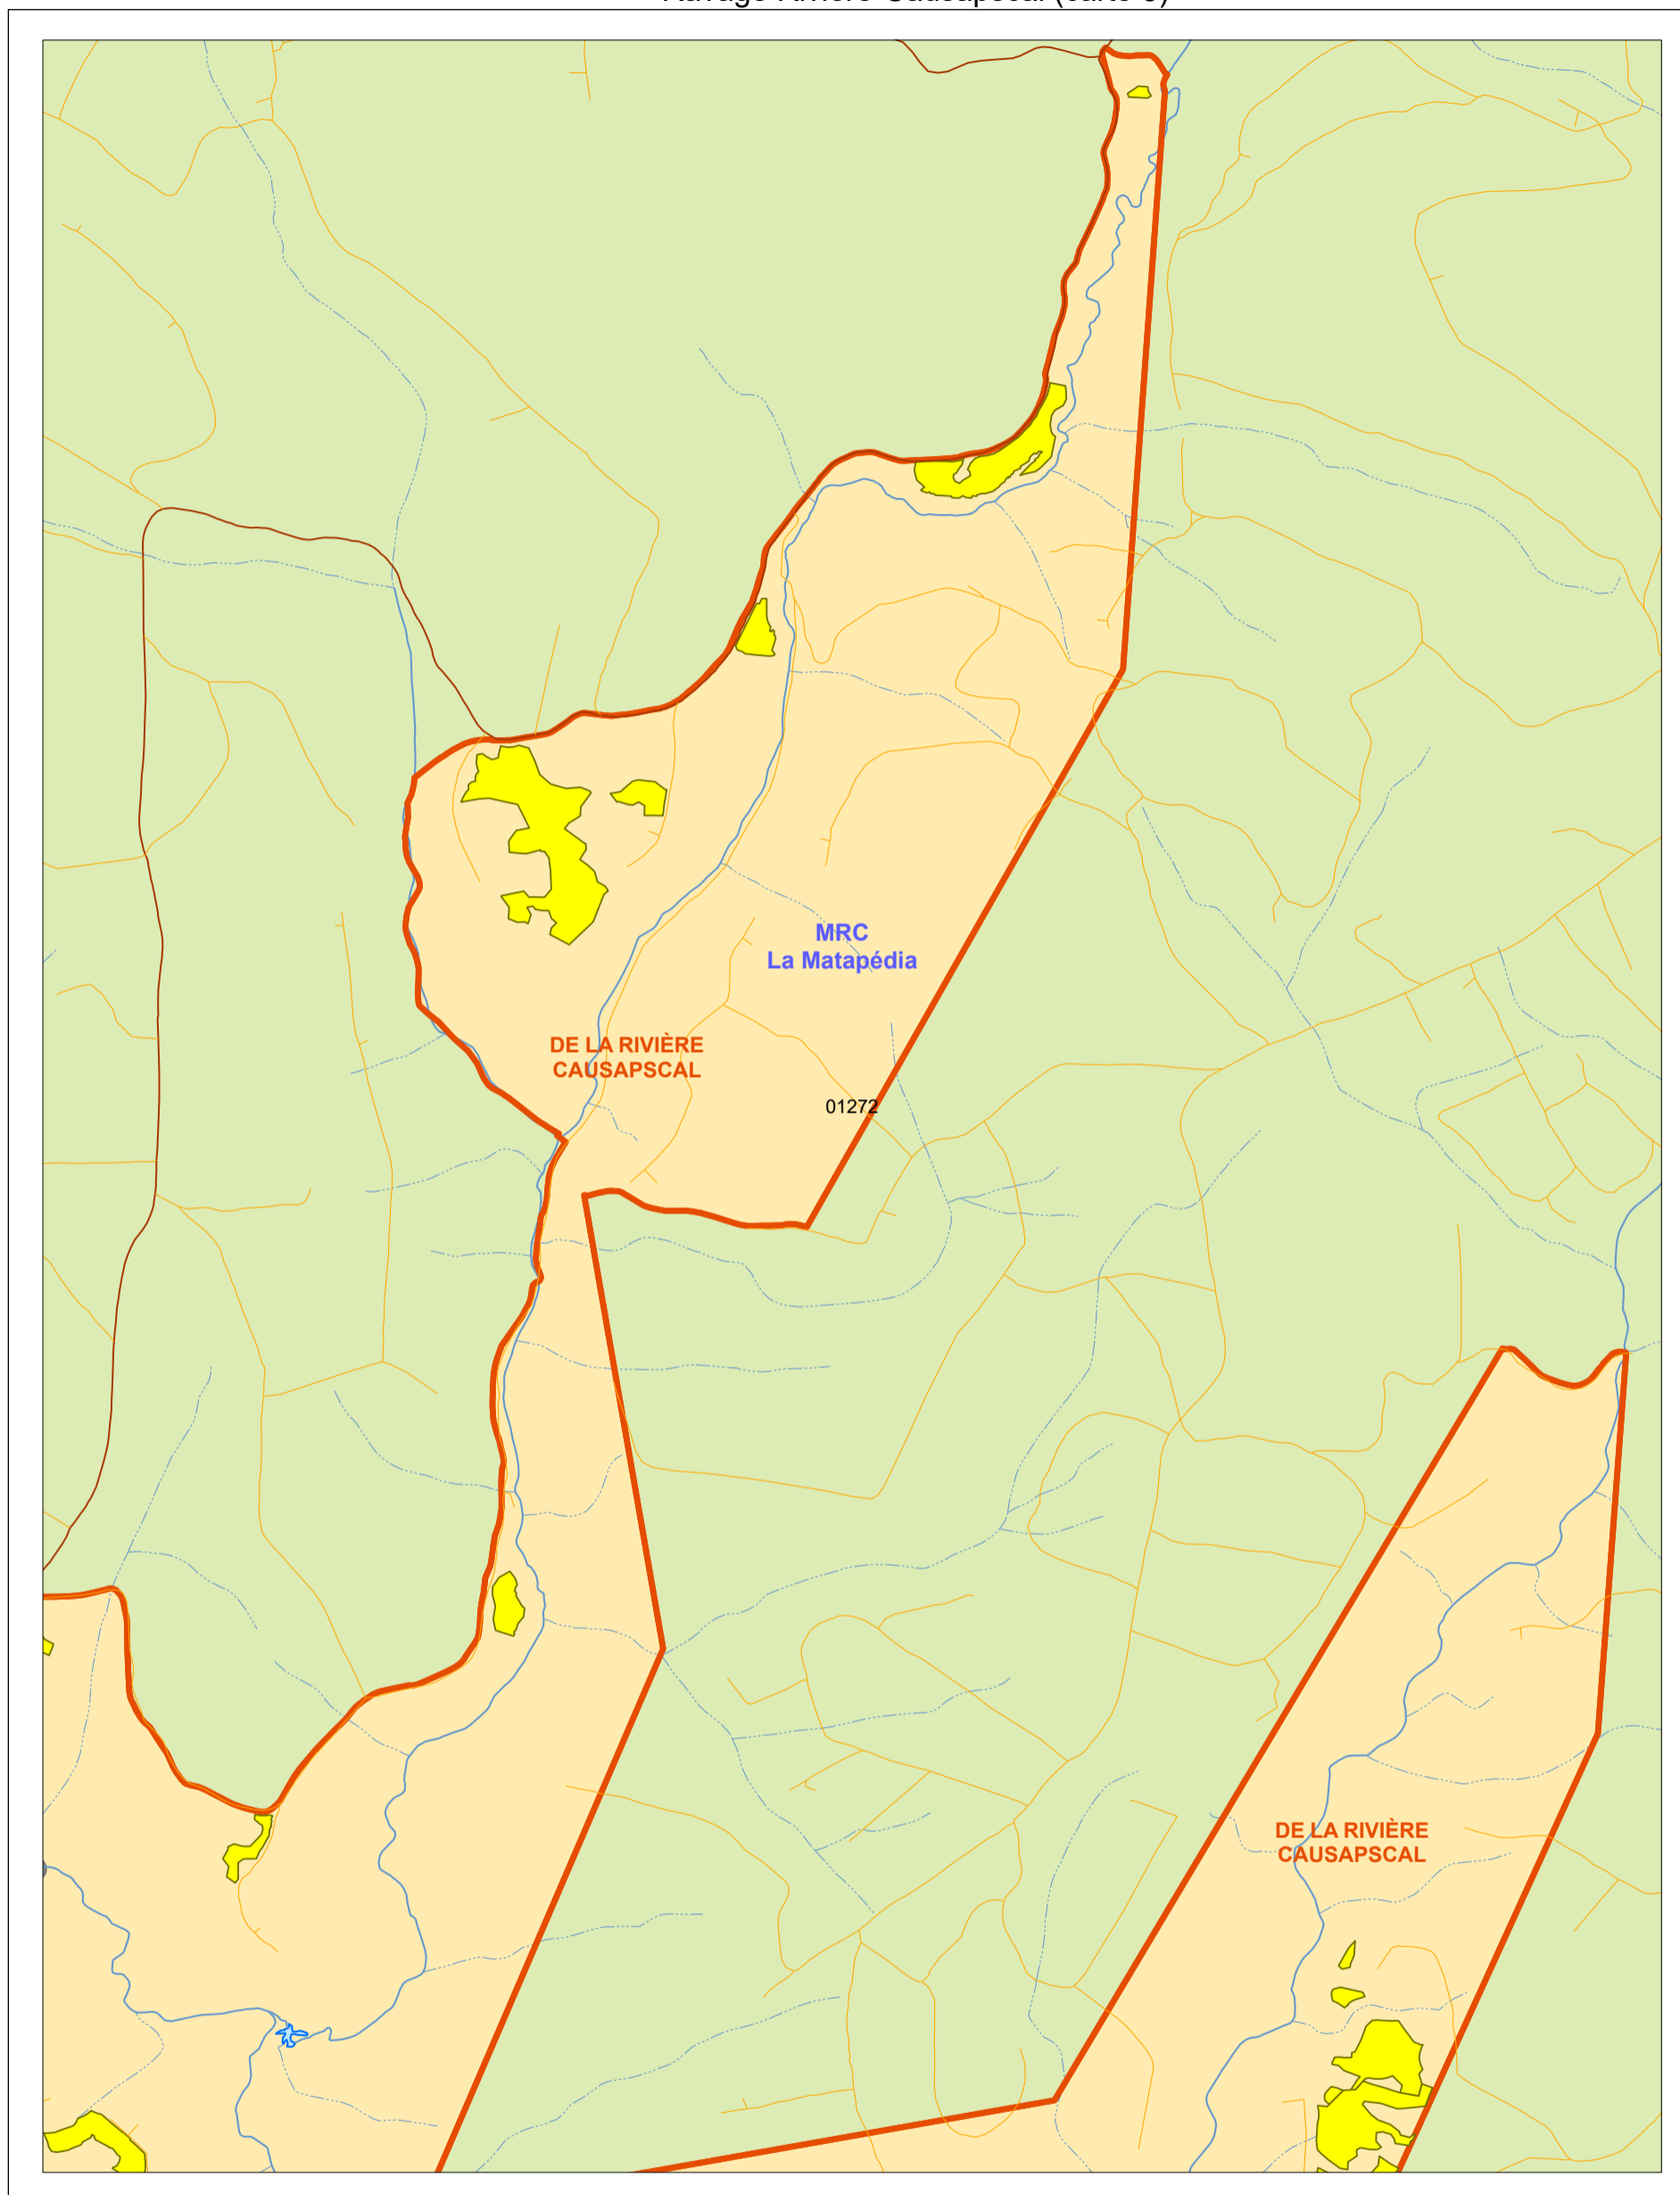 MRC
La Matapédia
DE LA RIVIÈRE
CAUSAPSCAL
01272
DE LA RIVIÈRE
CAUSAPSCAL